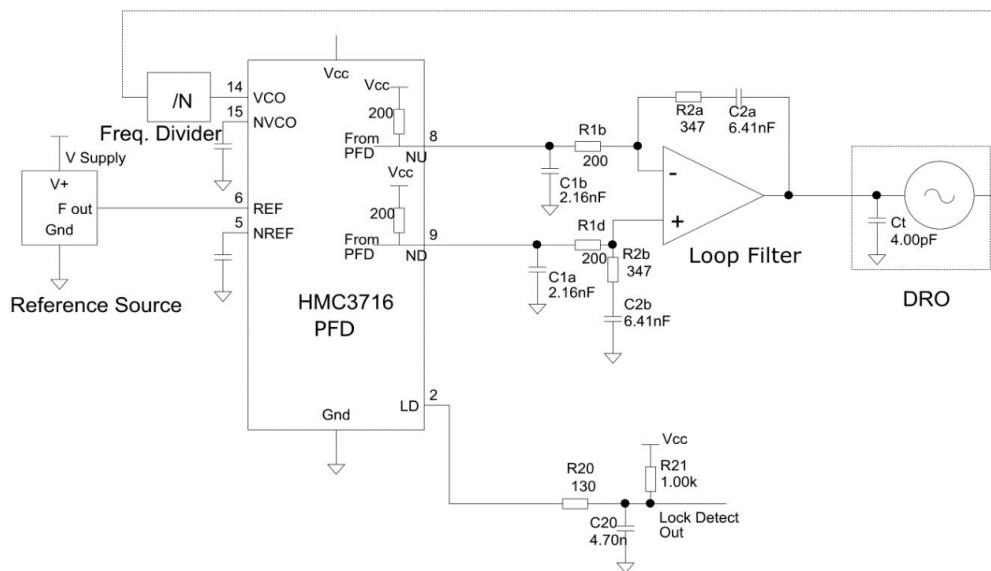 Vcc
/N
Freq. Divider
14
VCO
15
NVCO
Vcc
200
From
PFD
NU
8
R1b
200
C1b
2.16nF
R2a
347
C2a
6.41nF
-
+
Loop Filter
V Supply
V+
F out
Gnd
Reference Source
6
REF
5
NREF
Vcc
200
From
PFD
ND
9
R1d
200
C1a
2.16nF
R2b
347
C2b
6.41nF
Ct
4.00pF
DRO
HMC3716
PFD
Gnd
LD
2
R20
130
Vcc
R21
1.00k
C20
4.70n
Lock Detect
Out